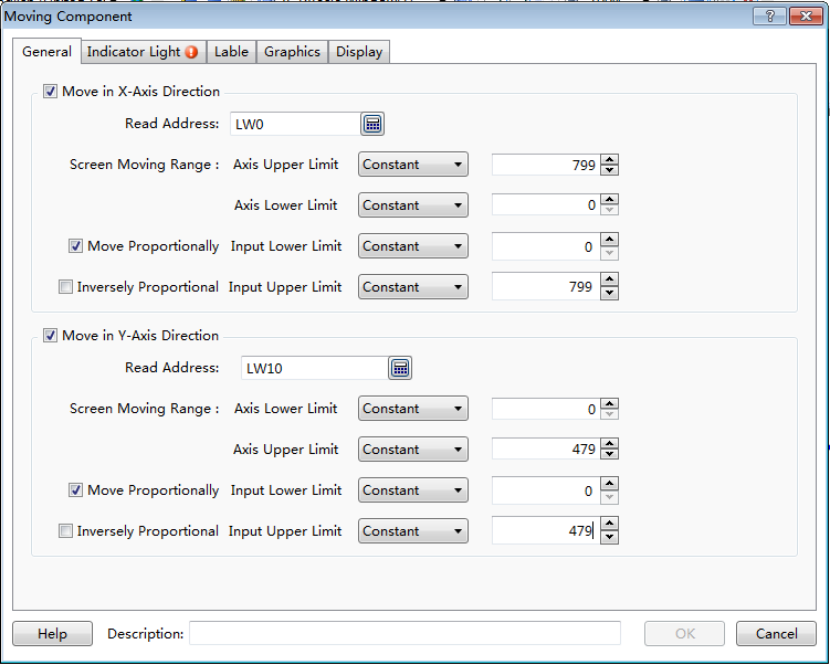 Moving Component
General Indicator Light Lable Graphics Display
Move in X-Axis Direction
Read Address: LW0
Screen Moving Range : Axis Upper Limit Constant 799
Axis Lower Limit Constant 0
Move Proportionally Input Lower Limit Constant 0
Inversely Proportional Input Upper Limit Constant 799
Move in Y-Axis Direction
Read Address: LW10
Screen Moving Range : Axis Lower Limit Constant 0
Axis Upper Limit Constant 479
Move Proportionally Input Lower Limit Constant 0
Inversely Proportional Input Upper Limit Constant 479
Help Description: OK Cancel